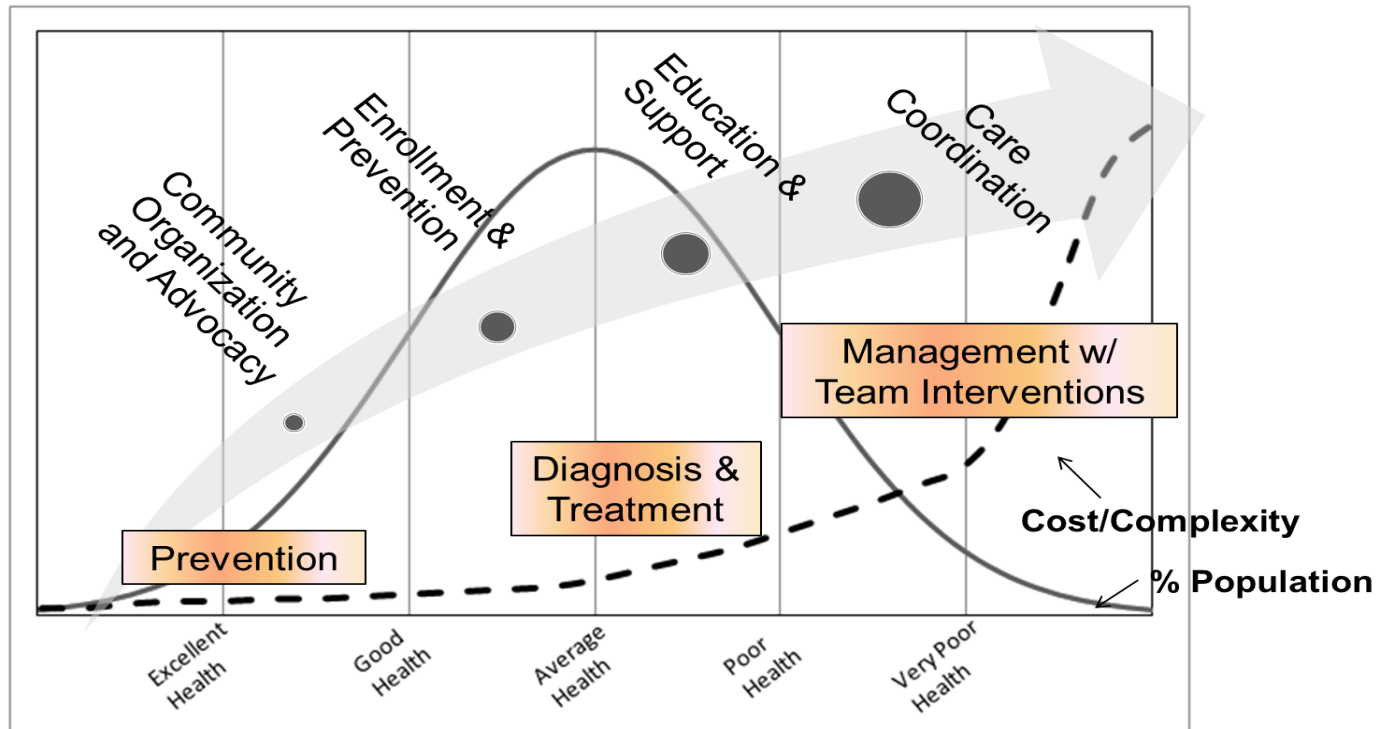 Community
Organization
and Advocacy
Enrollment &
Prevention
Education &
Support
Care
Coordination
Management w/
Team Interventions
Diagnosis &
Treatment
Prevention
Cost/Complexity
% Population
Excellent
Health
Good
Health
Average
Health
Poor
Health
Very Poor
Health